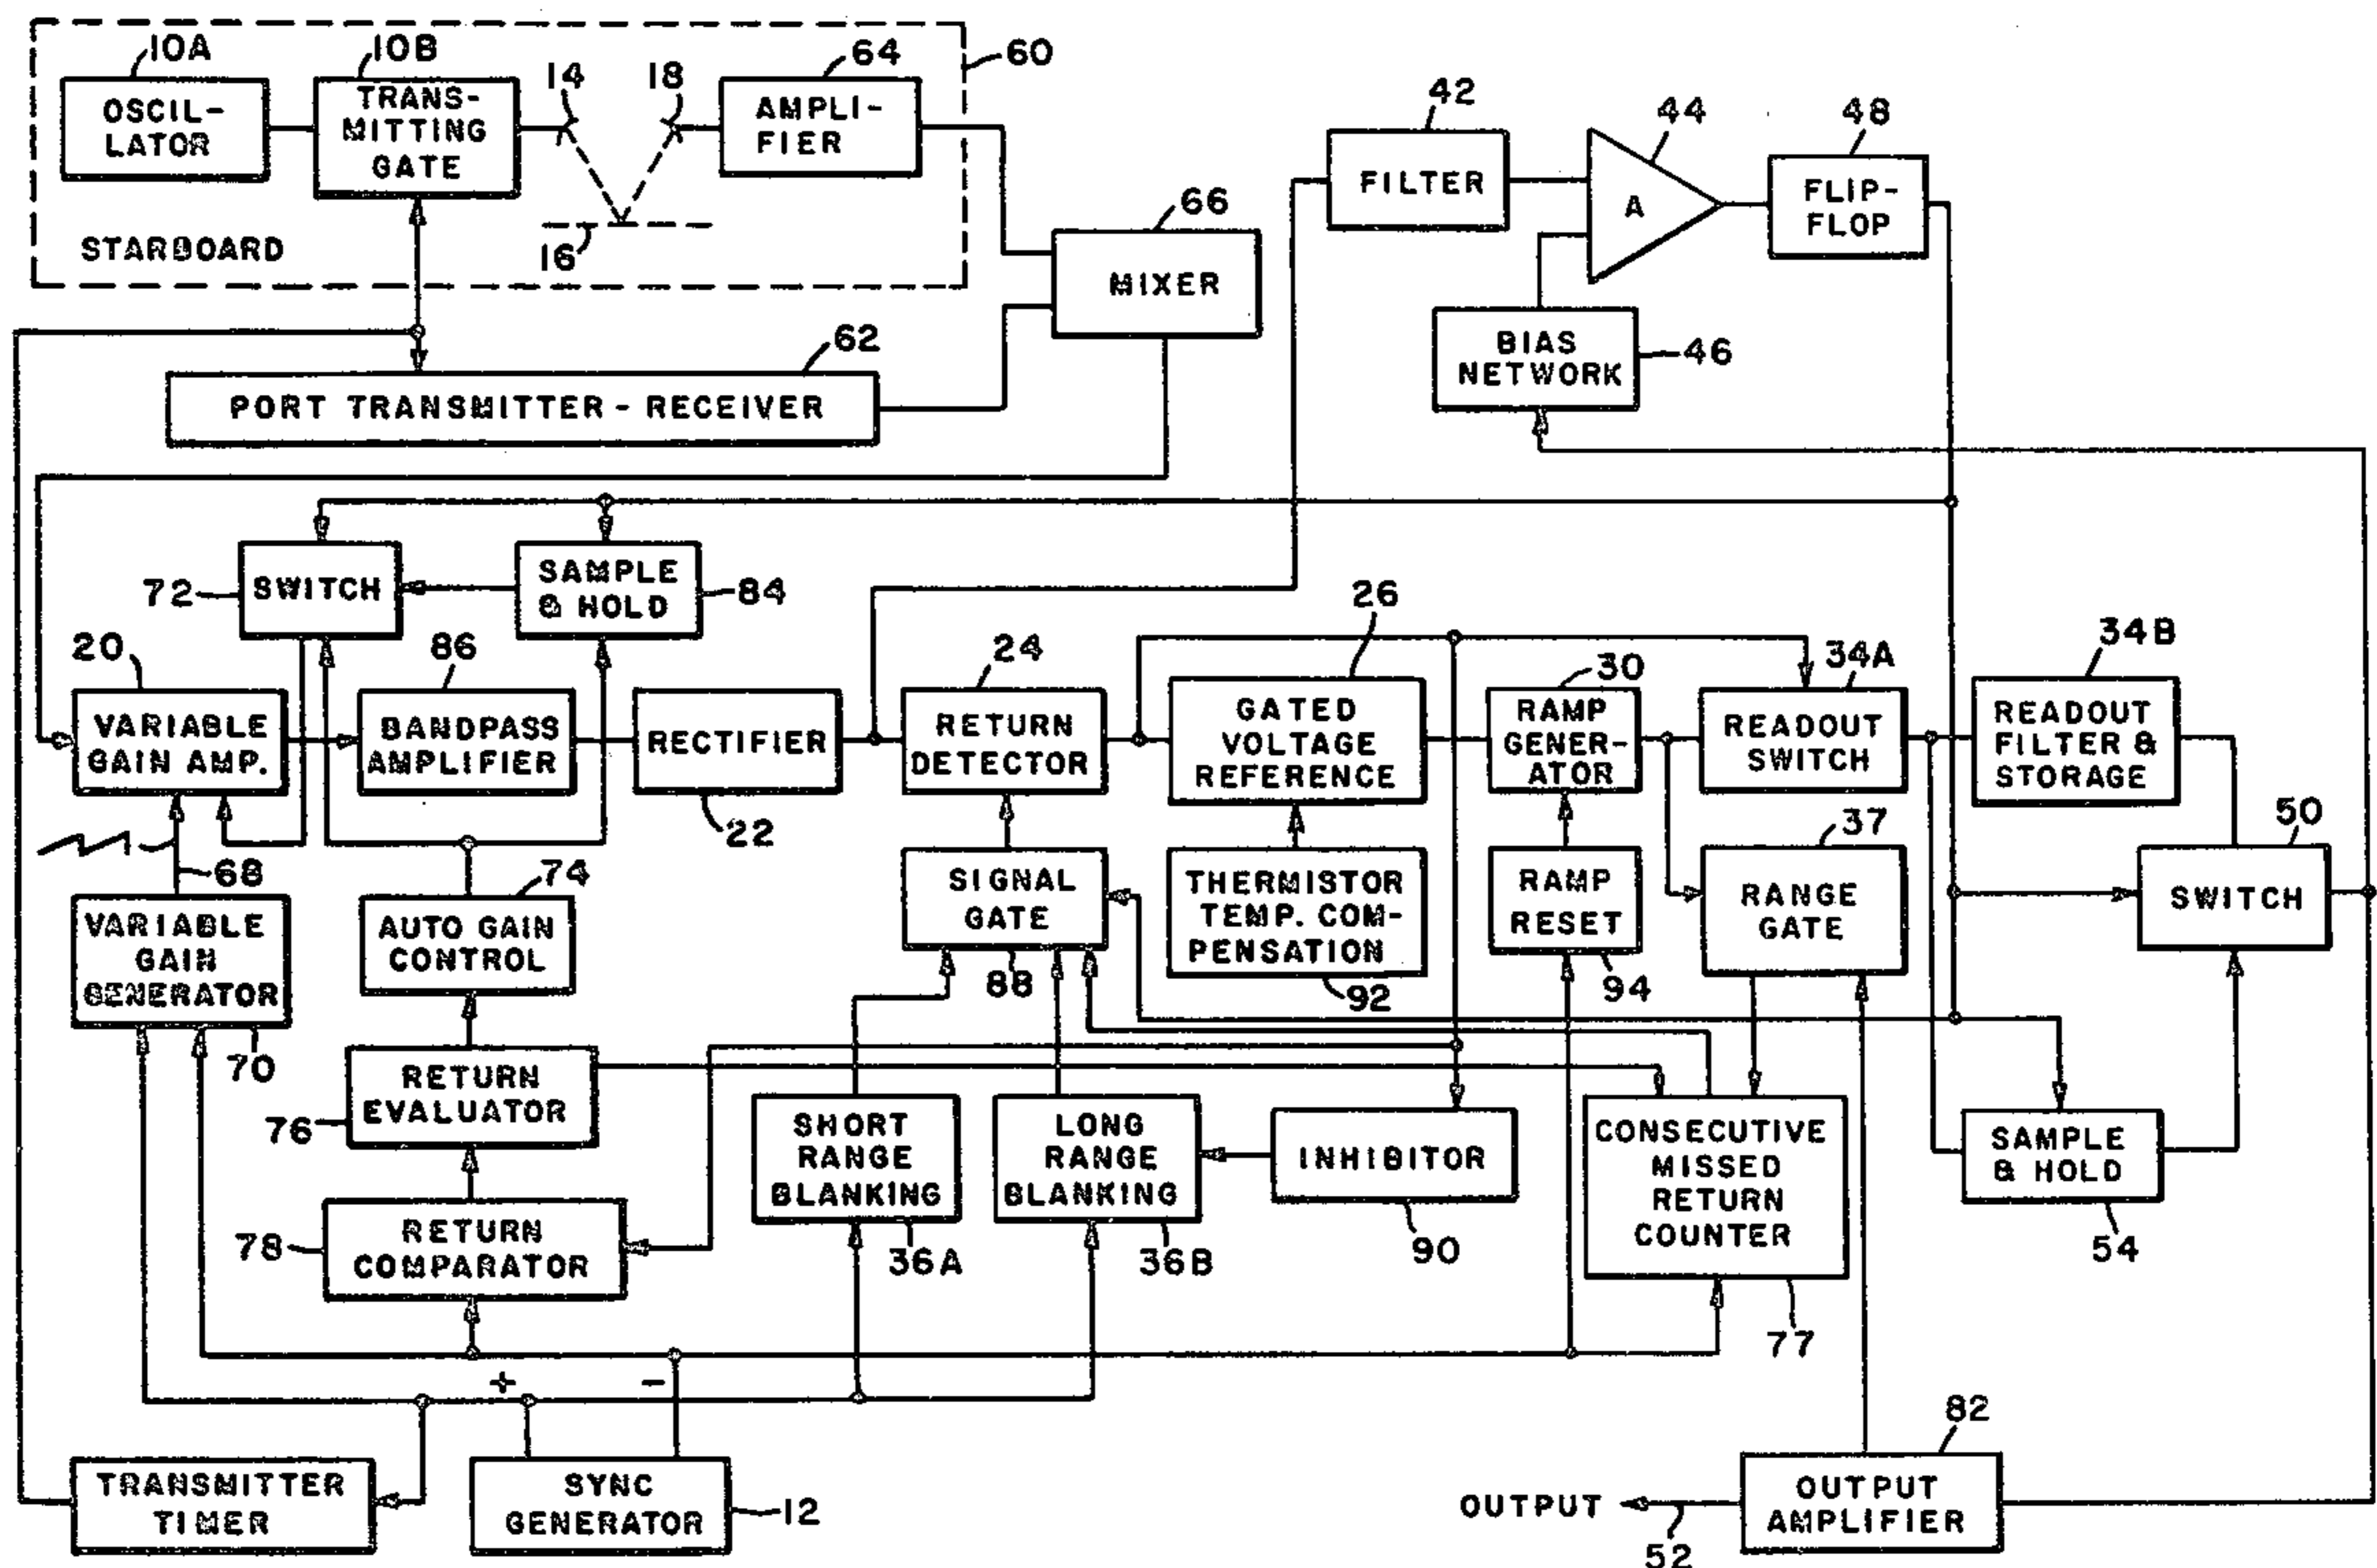 10A
10B
14
18
64
60
OSCIL-
LATOR
TRANS-
MITTING
GATE
AMPLI-
FIER
STARBOARD
16
42
44
48
FILTER
A
FLIP-
FLOP
66
MIXER
BIAS
NETWORK
46
62
PORT TRANSMITTER - RECEIVER
72
SWITCH
SAMPLE
& HOLD
84
20
86
24
26
30
34A
34B
VARIABLE
GAIN AMP.
BANDPASS
AMPLIFIER
RECTIFIER
22
RETURN
DETECTOR
GATED
VOLTAGE
REFERENCE
RAMP
GENER-
ATOR
READOUT
SWITCH
READOUT
FILTER &
STORAGE
68
74
37
50
VARIABLE
GAIN
GENERATOR
70
AUTO GAIN
CONTROL
SIGNAL
GATE
88
THERMISTOR
TEMP. COM-
PENSATION
92
RAMP
RESET
94
RANGE
GATE
SWITCH
RETURN
EVALUATOR
76
SHORT
RANGE
BLANKING
36A
LONG
RANGE
BLANKING
36B
INHIBITOR
90
CONSECUTIVE
MISSED
RETURN
COUNTER
77
SAMPLE
& HOLD
54
78
RETURN
COMPARATOR
+
-
TRANSMITTER
TIMER
SYNC
GENERATOR
12
82
OUTPUT
52
OUTPUT
AMPLIFIER